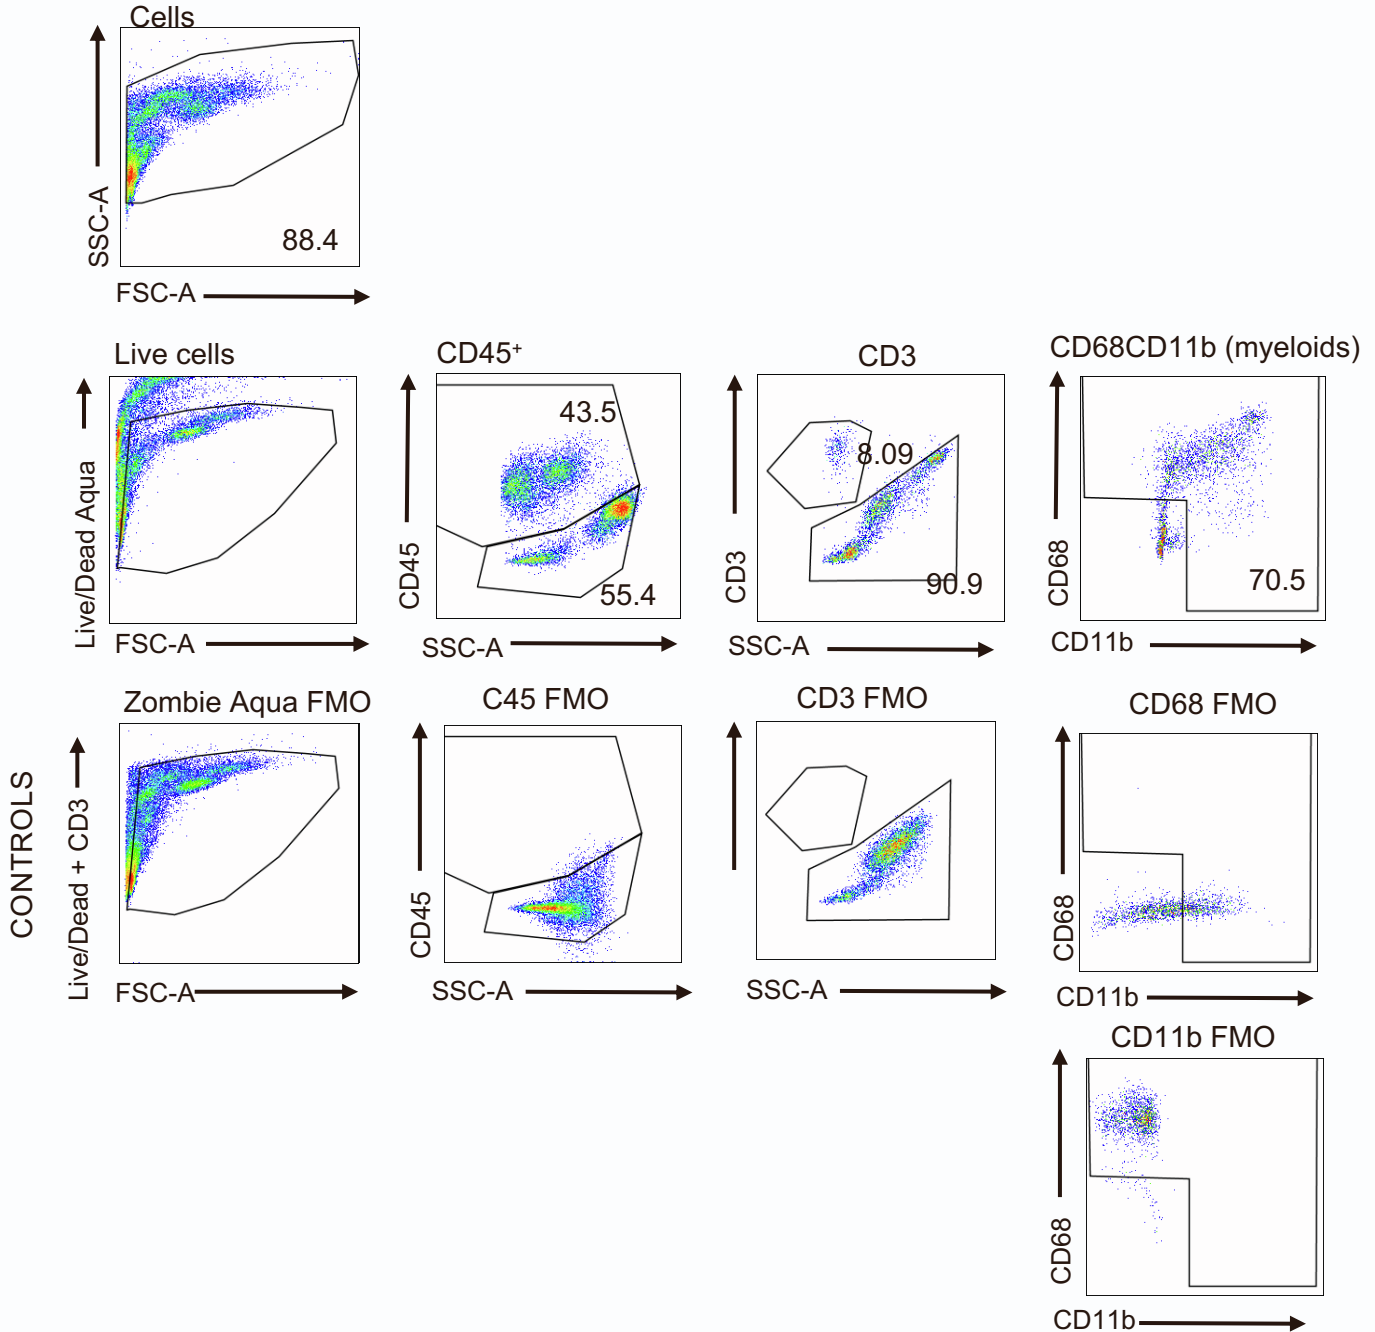 Cells
SSC-A
88.4
FSC-A
Live cells
CD45+
CD3
CD68CD11b (myeloids)
Live/Dead Aqua
FSC-A
CD45
43.5
55.4
SSC-A
CD3
8.09
90.9
SSC-A
CD68
70.5
CD11b
CONTROLS
Zombie Aqua FMO
C45 FMO
CD3 FMO
CD68 FMO
Live/Dead + CD3
FSC-A
CD45
SSC-A
SSC-A
CD68
CD11b
CD11b FMO
CD68
CD11b